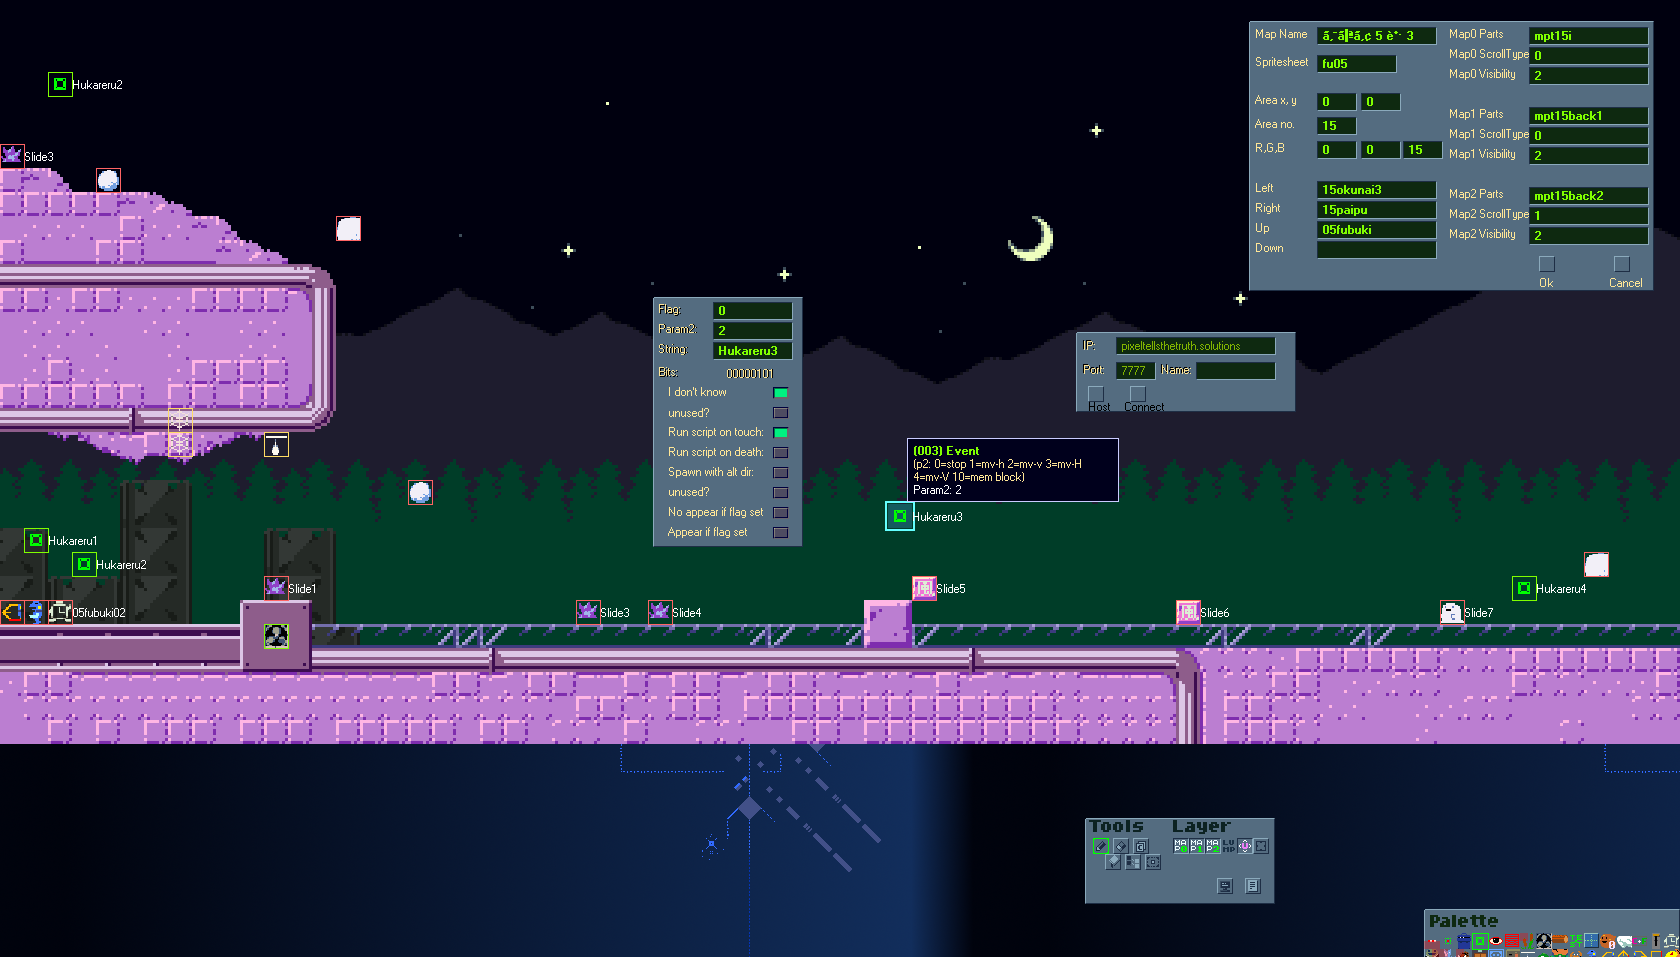 Hukareru2
Slide3
Map Name
ã,¯ã‖ªã,¢ 5 è°· 3
Spritesheet
fu05
Area x, y
0
0
Area no.
15
R,G,B
0
0
15
Left
15okunai3
Right
15paipu
Up
05fubuki
Down
Map0 Parts
mpt15i
Map0 ScrollType
0
Map0 Visibility
2
Map1 Parts
mpt15back1
Map1 ScrollType
0
Map1 Visibility
2
Map2 Parts
mpt15back2
Map2 ScrollType
1
Map2 Visibility
2
Ok
Cancel
Flag:
0
Param2:
2
String:
Hukareru3
Bits:
00000101
I don't know
unused?
Run script on touch:
Run script on death:
Spawn with alt dir:
unused?
No appear if flag set
Appear if flag set
IP:
pixeltellsthetruth.solutions
Port:
7777
Name:
Host
Connect
(003) Event
(p2: 0=stop 1=mv-h 2=mv-v 3=mv-H
4=mv-V 10=mem block)
Param2: 2
Hukareru3
Hukareru1
Hukareru2
05fubuki02
Slide1
Slide3
Slide4
Slide5
Slide6
Slide7
Hukareru4
Tools
Layer
MAP0
MAP1
MAP2
Palette